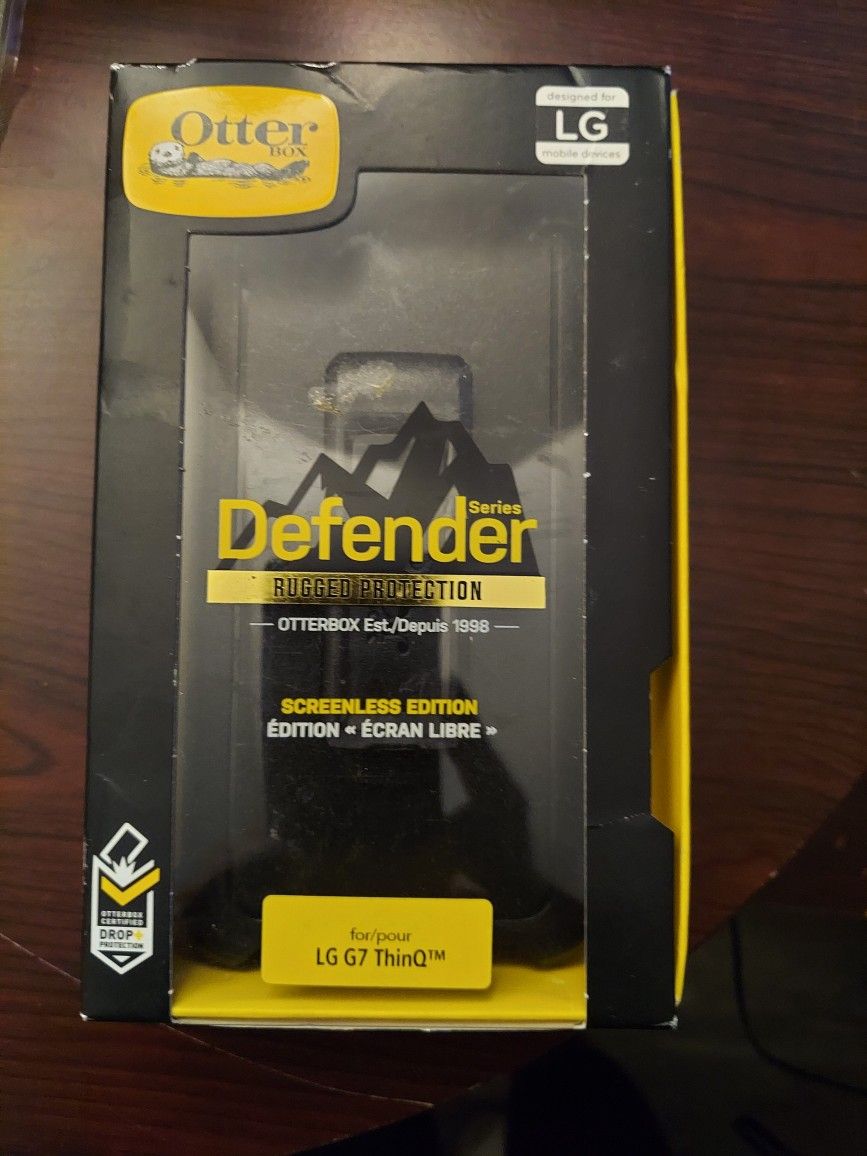 Otter
BOX
designed for
LG
mobile devices
Defender
Series
RUGGED PROTECTION
— OTTERBOX Est./Depuis 1998 —
SCREENLESS EDITION
ÉDITION « ÉCRAN LIBRE »
OTTERBOX
CERTIFIED
DROP+
PROTECTION
for/pour
LG G7 ThinQ™